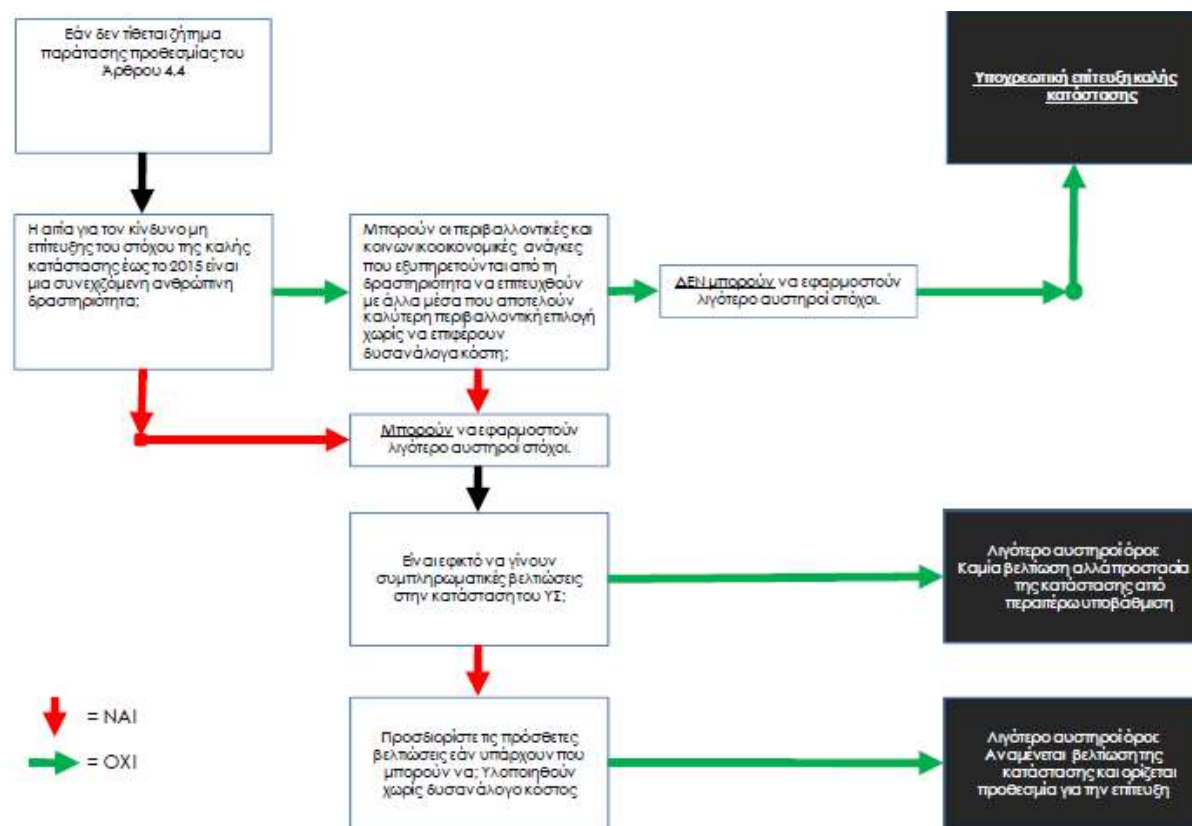 Εάν δεν τίθεται ζήτημα
παράτασης προθεσμίας του
Άρθρου 4.4
Υποχρεωτική επίτευξη καλής
κατάστασης
Η αιτία για τον κίνδυνο μη
επίτευξης του στόχου της καλής
κατάστασης έως το 2015 είναι
μια συνεχιζόμενη ανθρώπινη
δραστηριότητα;
Μπορούν οι περιβαλλοντικές και
κοινωνικοοικονομικές ανάγκες
που εξυπηρετούνται από τη
δραστηριότητα να επιτευχθούν
με άλλα μέσα που αποτελούν
καλύτερη περιβαλλοντική επιλογή
χωρίς να επιφέρουν
δυσανάλογα κόστη;
ΔΕΝ μπορούν να εφαρμοστούν
λιγότερο αυστηροί στόχοι.
Μπορούν να εφαρμοστούν
λιγότερο αυστηροί στόχοι.
Είναι εφικτό να γίνουν
συμπληρωματικές βελτιώσεις
στην κατάσταση του ΥΣ;
Λιγότερο αυστηροί όροι:
Καμία βελτίωση αλλά προστασία
της κατάστασης από
περαιτέρω υποβάθμιση
= ΝΑΙ
= ΟΧΙ
Προσδιορίστε τις πρόσθετες
βελτιώσεις εάν υπάρχουν που
μπορούν να; Υλοποιηθούν
χωρίς δυσανάλογο κόστος
Λιγότερο αυστηροί όροι:
Αναμένεται βελτίωση της
κατάστασης και ορίζεται
προθεσμία για την επίτευξη